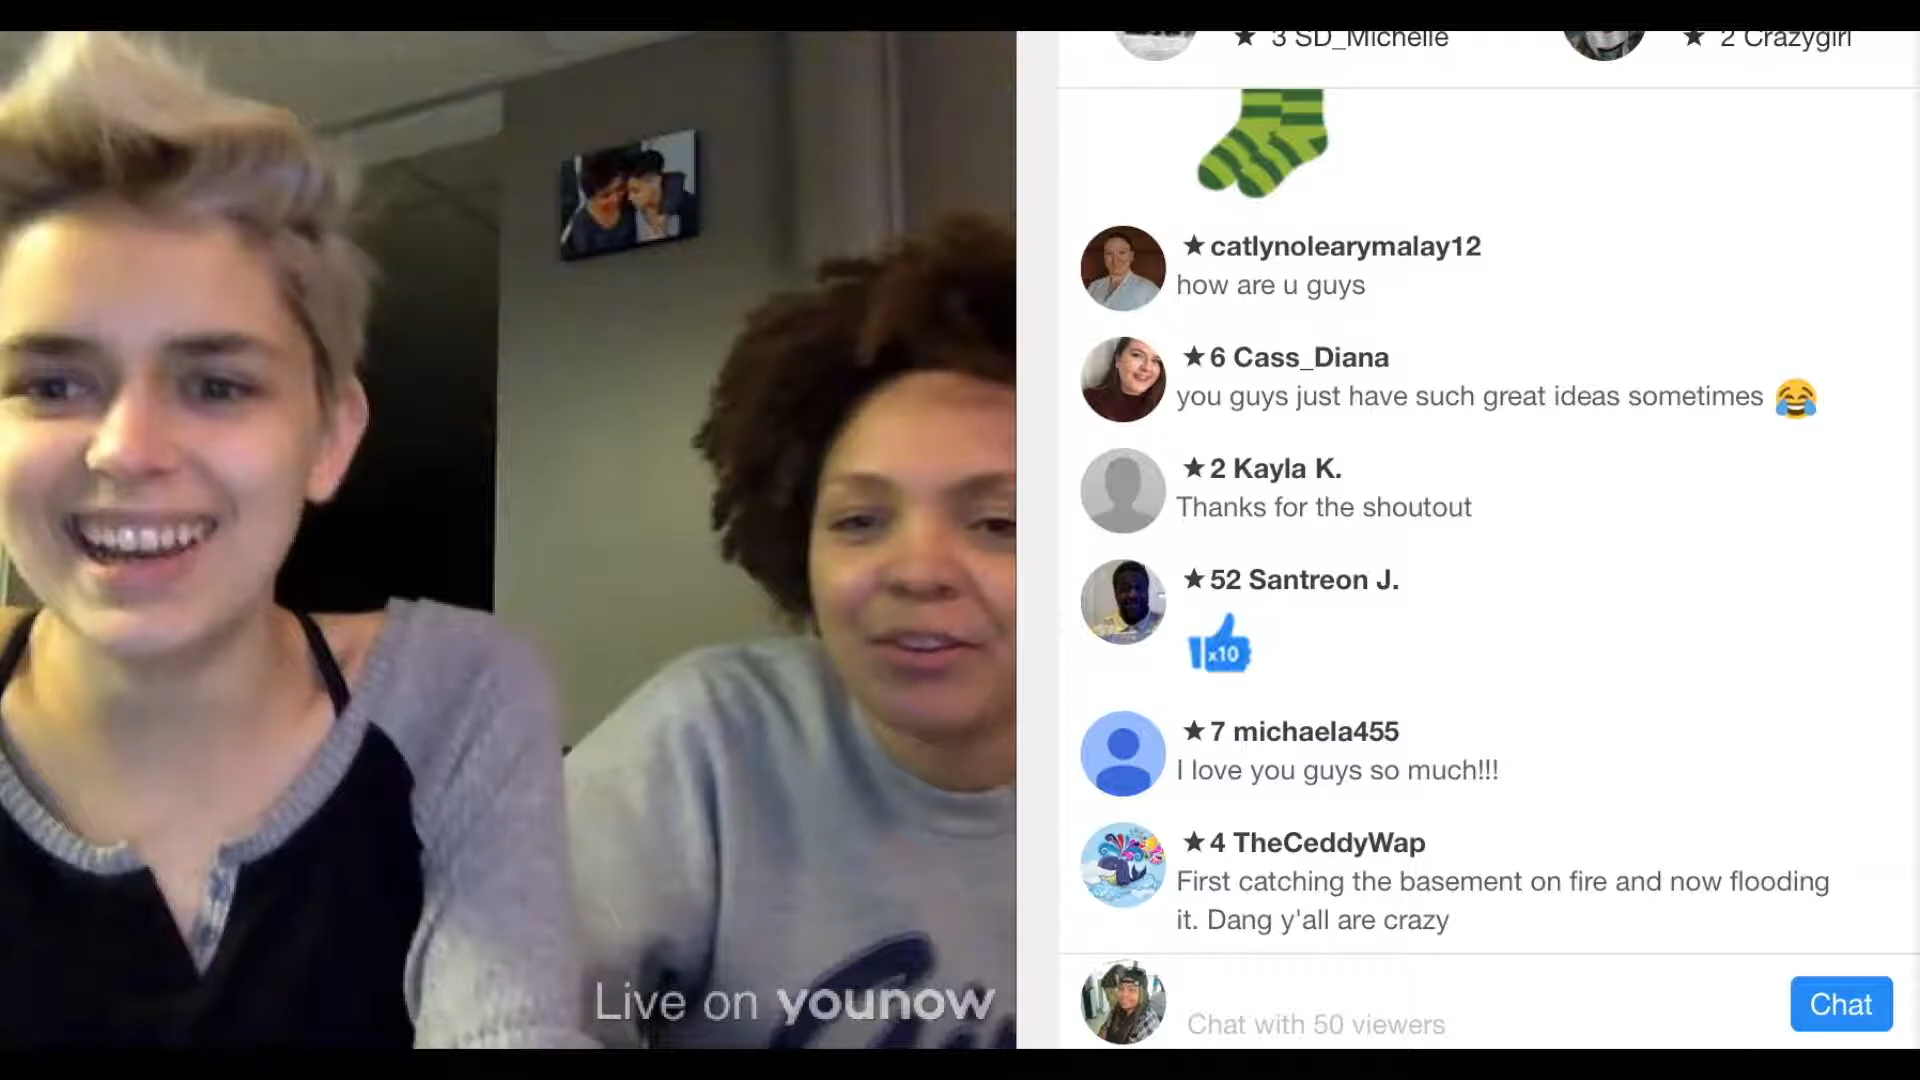 ★ 3 SD_Michelle ★ 2 Crazygirl
★ catlynolearymalay12
how are u guys
★ 6 Cass_Diana
you guys just have such great ideas sometimes 😂
★ 2 Kayla K.
Thanks for the shoutout
★ 52 Santreon J.
x10
★ 7 michaela455
I love you guys so much!!!
★ 4 TheCeddyWap
First catching the basement on fire and now flooding
it. Dang y'all are crazy
Live on younow
Chat with 50 viewers
Chat